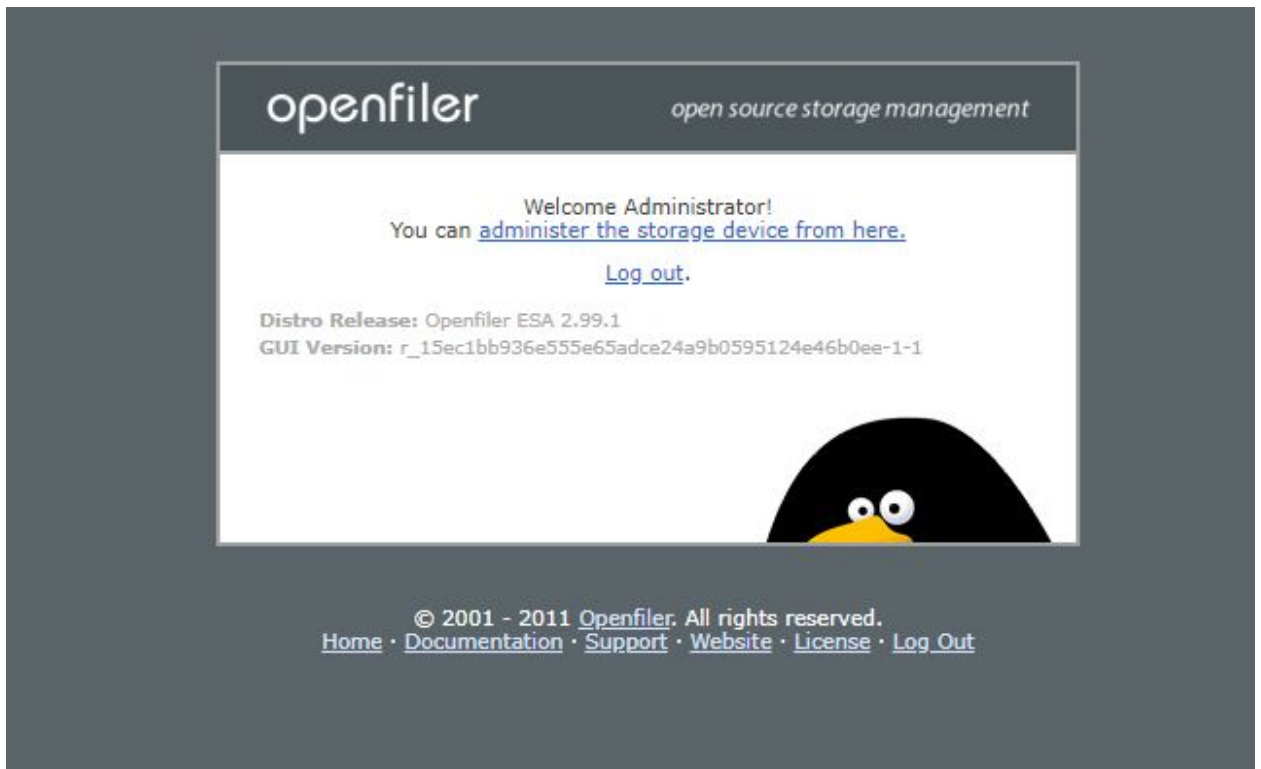 openfiler
open source storage management
Welcome Administrator!
You can administer the storage device from here.
Log out.
Distro Release: Openfiler ESA 2.99.1
GUI Version: r_15ec1bb936e555e65adce24a9b0595124e46b0ee-1-1
© 2001 - 2011 Openfiler. All rights reserved.
Home · Documentation · Support · Website · License · Log Out